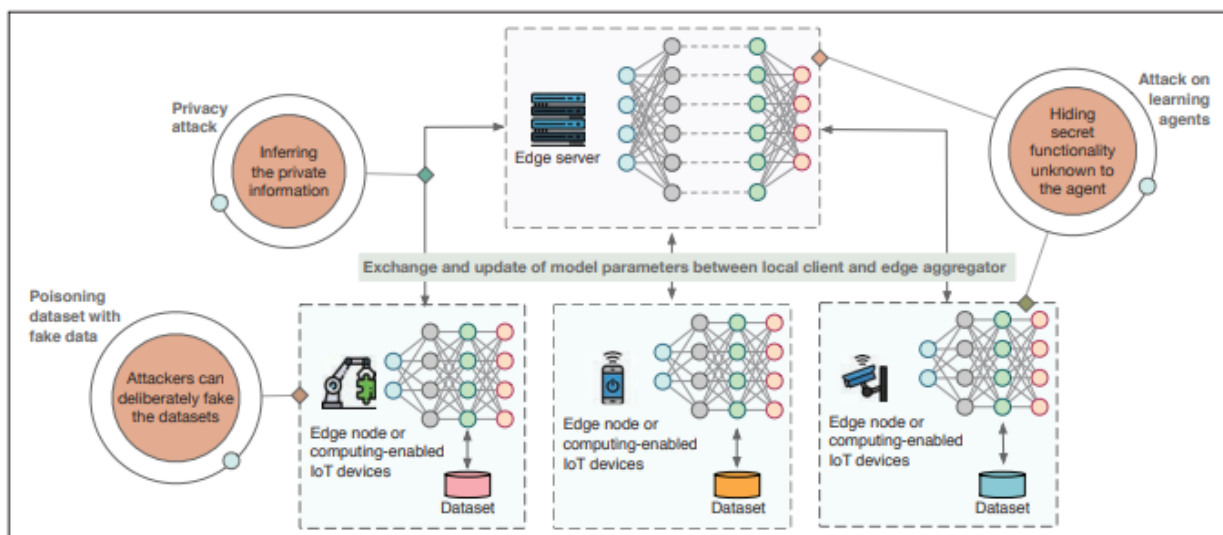 Privacy
attack
Inferring
the private
information
Edge server
Attack on
learning
agents
Hiding
secret
functionality
unknown to
the agent
Exchange and update of model parameters between local client and edge aggregator
Poisoning
dataset with
fake data
Attackers can
deliberately fake
the datasets
Edge node or
computing-enabled
IoT devices
Dataset
Edge node or
computing-enabled
IoT devices
Dataset
Edge node or
computing-enabled
IoT devices
Dataset